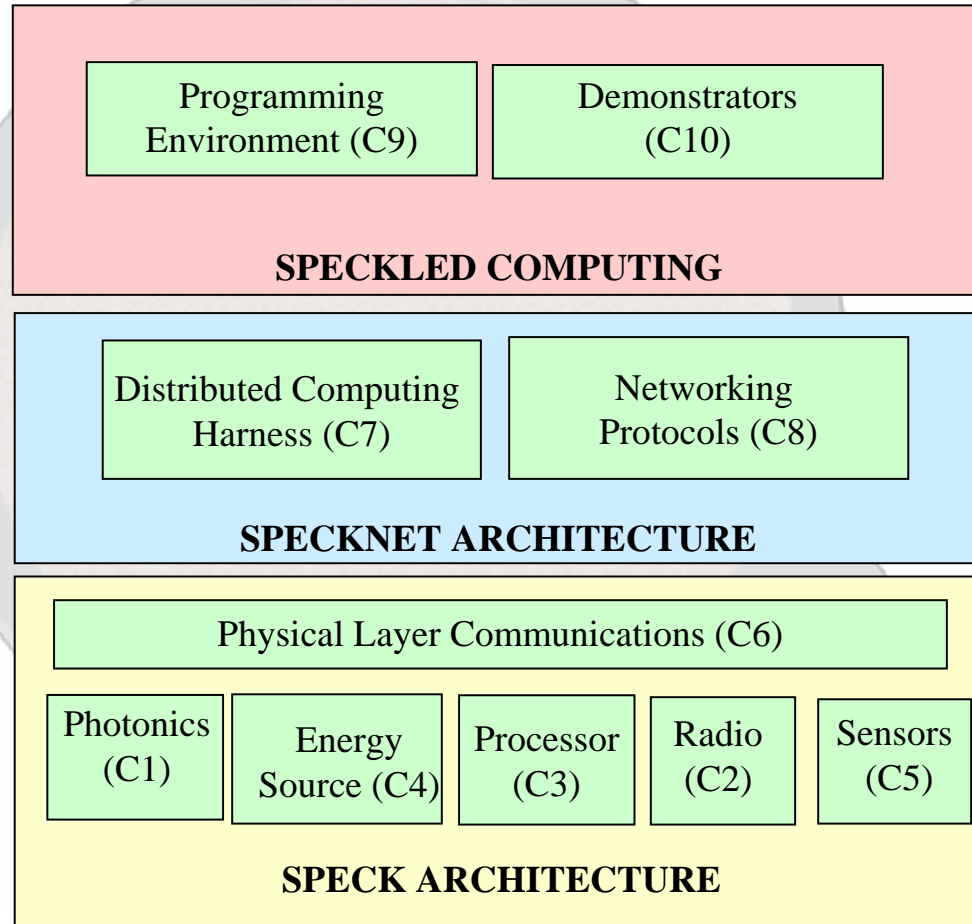 Programming
Environment (C9)
Demonstrators
(C10)
SPECKLED COMPUTING
Distributed Computing
Harness (C7)
Networking
Protocols (C8)
SPECKNET ARCHITECTURE
Physical Layer Communications (C6)
Photonics
(C1)
Energy
Source (C4)
Processor
(C3)
Radio
(C2)
Sensors
(C5)
SPECK ARCHITECTURE